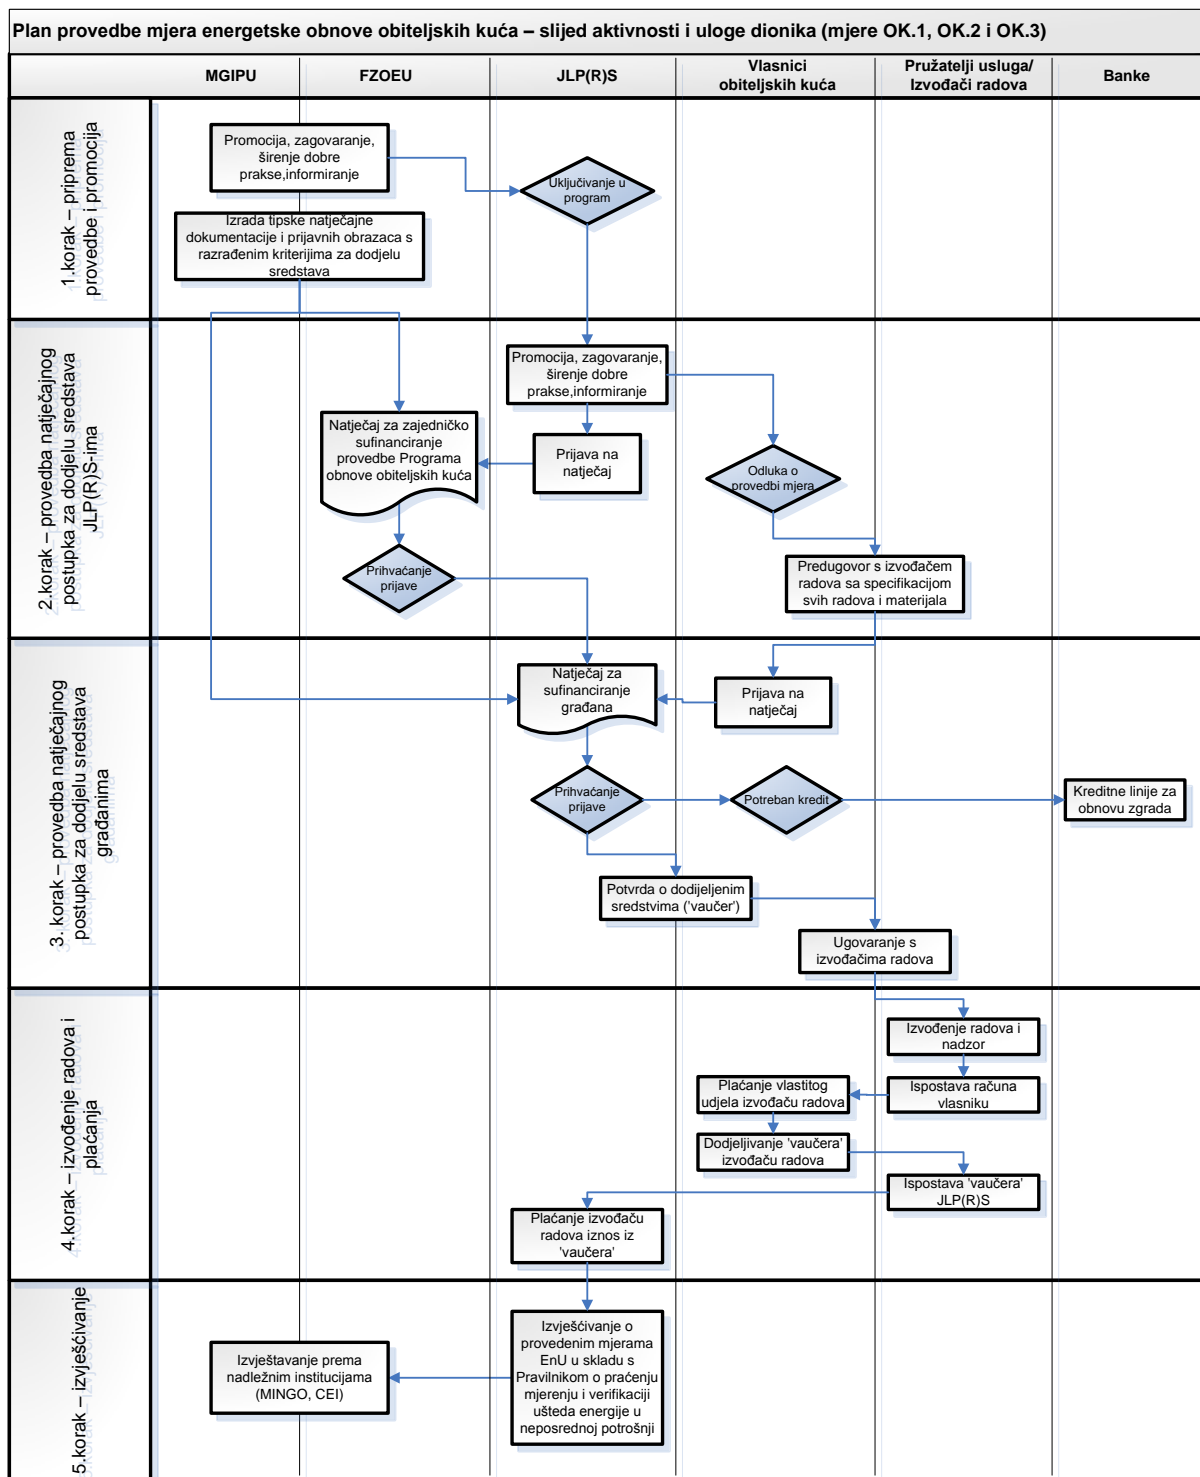 Plan provedbe mjera energetske obnove obiteljskih kuća – slijed aktivnosti i uloge dionika (mjere OK.1, OK.2 i OK.3)
MGIPU
FZOEU
JLP(R)S
Vlasnici
obiteljskih kuća
Pružatelji usluga/
Izvođači radova
Banke
1.korak – priprema
provedbe i promocija
Promocija, zagovaranje,
širenje dobre
prakse,informiranje
Uključivanje u
program
Izrada tipske natječajne
dokumentacije i prijavnih obrazaca s
razrađenim kriterijima za dodjelu
sredstava
2.korak – provedba natječajnog
postupka za dodjelu sredstava
JLP(R)S-ima
Promocija, zagovaranje,
širenje dobre
prakse,informiranje
Natječaj za zajedničko
sufinanciranje
provedbe Programa
obnove obiteljskih kuća
Prijava na
natječaj
Odluka o
provedbi mjera
Prihvaćanje
prijave
Predugovor s izvođačem
radova sa specifikacijom
svih radova i materijala
3. korak – provedba natječajnog
postupka za dodjelu sredstava
građanima
Natječaj za
sufinanciranje
građana
Prijava na
natječaj
Prihvaćanje
prijave
Potreban kredit
Kreditne linije za
obnovu zgrada
Potvrda o dodijeljenim
sredstvima ('vaučer')
Ugovaranje s
izvođačima radova
4.korak – izvođenje radova i
plaćanja
Izvođenje radova i
nadzor
Plaćanje vlastitog
udjela izvođaču radova
Ispostava računa
vlasniku
Dodjeljivanje 'vaučera'
izvođaču radova
Ispostava 'vaučera'
JLP(R)S
Plaćanje izvođaču
radova iznos iz
'vaučera'
5.korak – izvješćivanje
Izvještavanje prema
nadležnim institucijama
(MINGO, CEI)
Izvješćivanje o
provedenim mjerama
EnU u skladu s
Pravilnikom o praćenju
mjerenju i verifikaciji
ušteda energije u
neposrednoj potrošnji